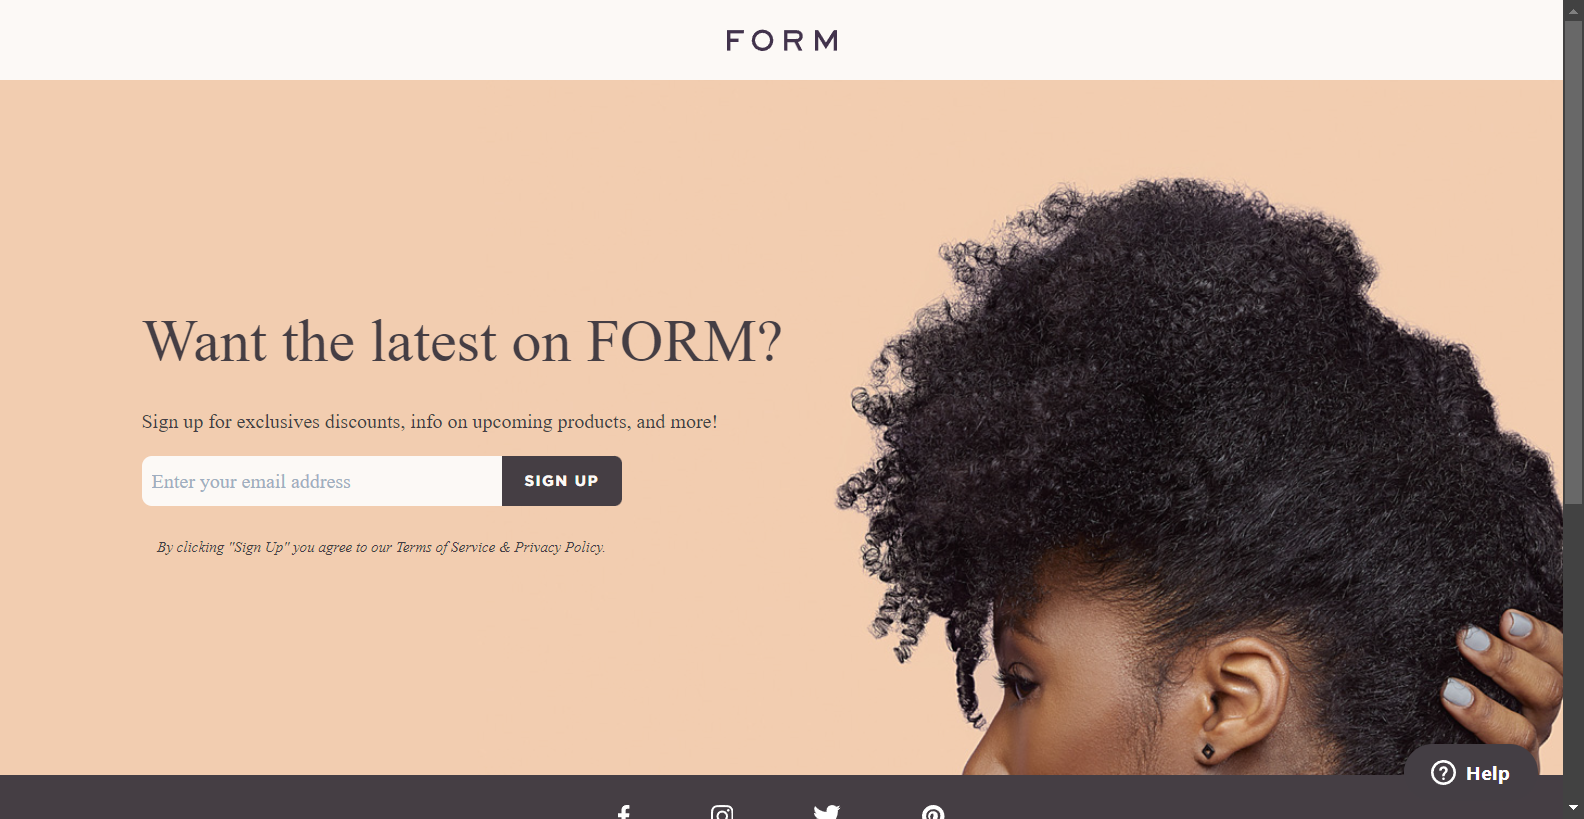 FORM
Want the latest on FORM?
Sign up for exclusives discounts, info on upcoming products, and more!
Enter your email address
SIGN UP
By clicking "Sign Up" you agree to our Terms of Service & Privacy Policy.
Help